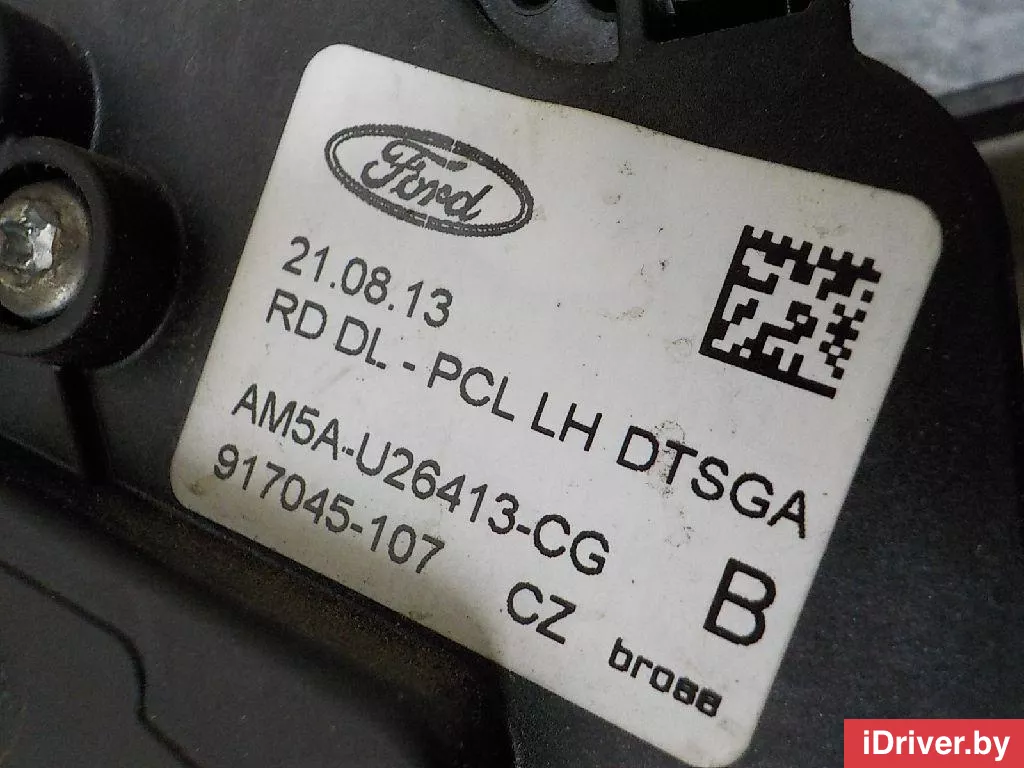 Ford
21.08.13
RD DL - PCL LH DTSGA
AM5A-U26413-CG
917045-107
CZ
B
brose
iDriver.by